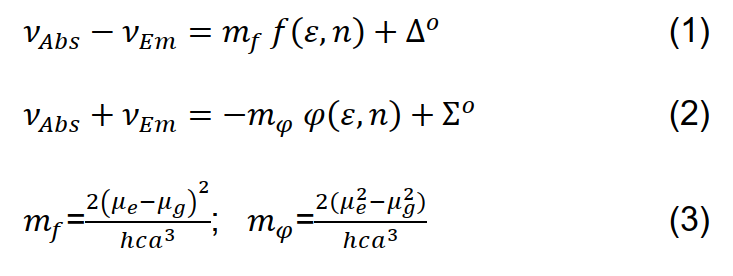 𝜈_Abs − 𝜈_Em = m_f f(ε, n) + Δ^o (1)
𝜈_Abs + 𝜈_Em = −m_φ φ(ε, n) + Σ^o (2)
m_f = 2(μ_e−μ_g)^2 / hca^3; m_φ = 2(μ_e^2−μ_g^2) / hca^3 (3)